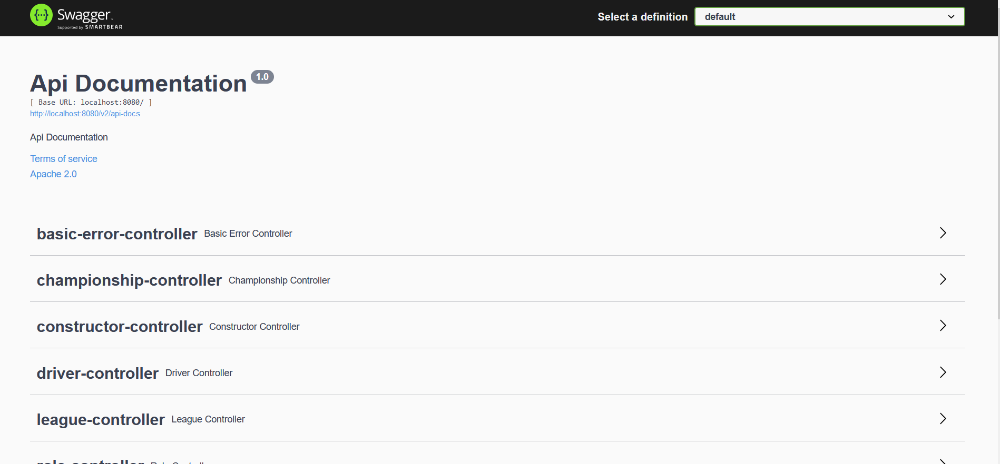 Swagger™
Supported by SMARTBEAR
Select a definition
default
Api Documentation 1.0
[ Base URL: localhost:8080/ ]
http://localhost:8080/v2/api-docs
Api Documentation
Terms of service
Apache 2.0
basic-error-controller Basic Error Controller
championship-controller Championship Controller
constructor-controller Constructor Controller
driver-controller Driver Controller
league-controller League Controller